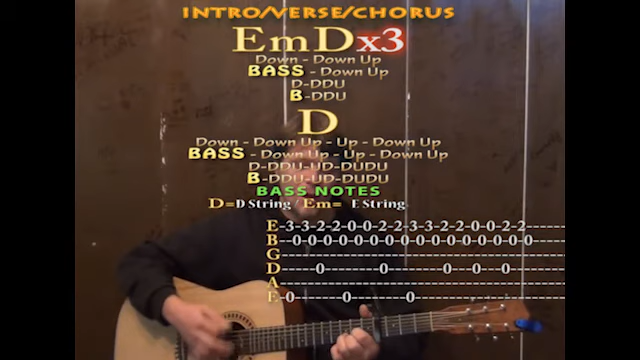 INTRO/VERSE/CHORUS
Em D x3
Down - Down Up
BASS - Down Up
D-DDU
B-DDU
D
Down - Down Up - Up - Down Up
BASS - Down Up - Up - Down Up
D-DDU-UD-DUDU
B-DDU-UD-DUDU
BASS NOTES
D=D String / Em= E String
E-3-3-2-2-0-0-2-2-3-3-2-2-0-0-2-2------
B--0-0-0-0-0-0-0-0-0-0-0-0-0-0-0-0------
G---------------------------------------
D-----0--------0--------0---0---0-------
A---------------------------------------
E-0-------0--------0--------------------